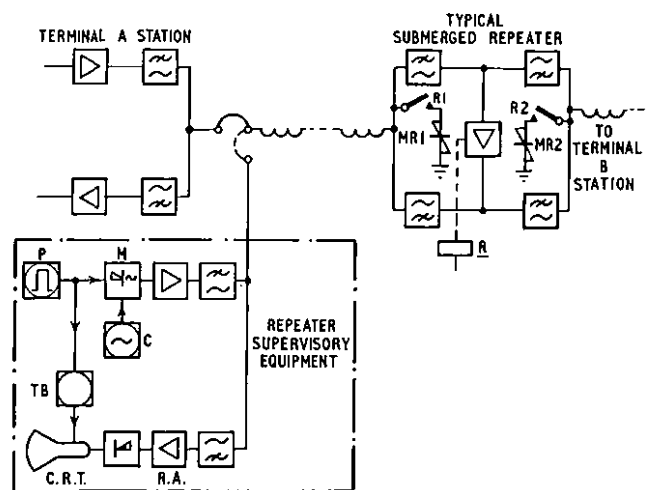 TERMINAL A STATION
TYPICAL
SUBMERGED REPEATER
R1
MR1
R2
MR2
TO
TERMINAL
B
STATION
R
P
M
C
TB
REPEATER
SUPERVISORY
EQUIPMENT
C.R.T.
R.A.